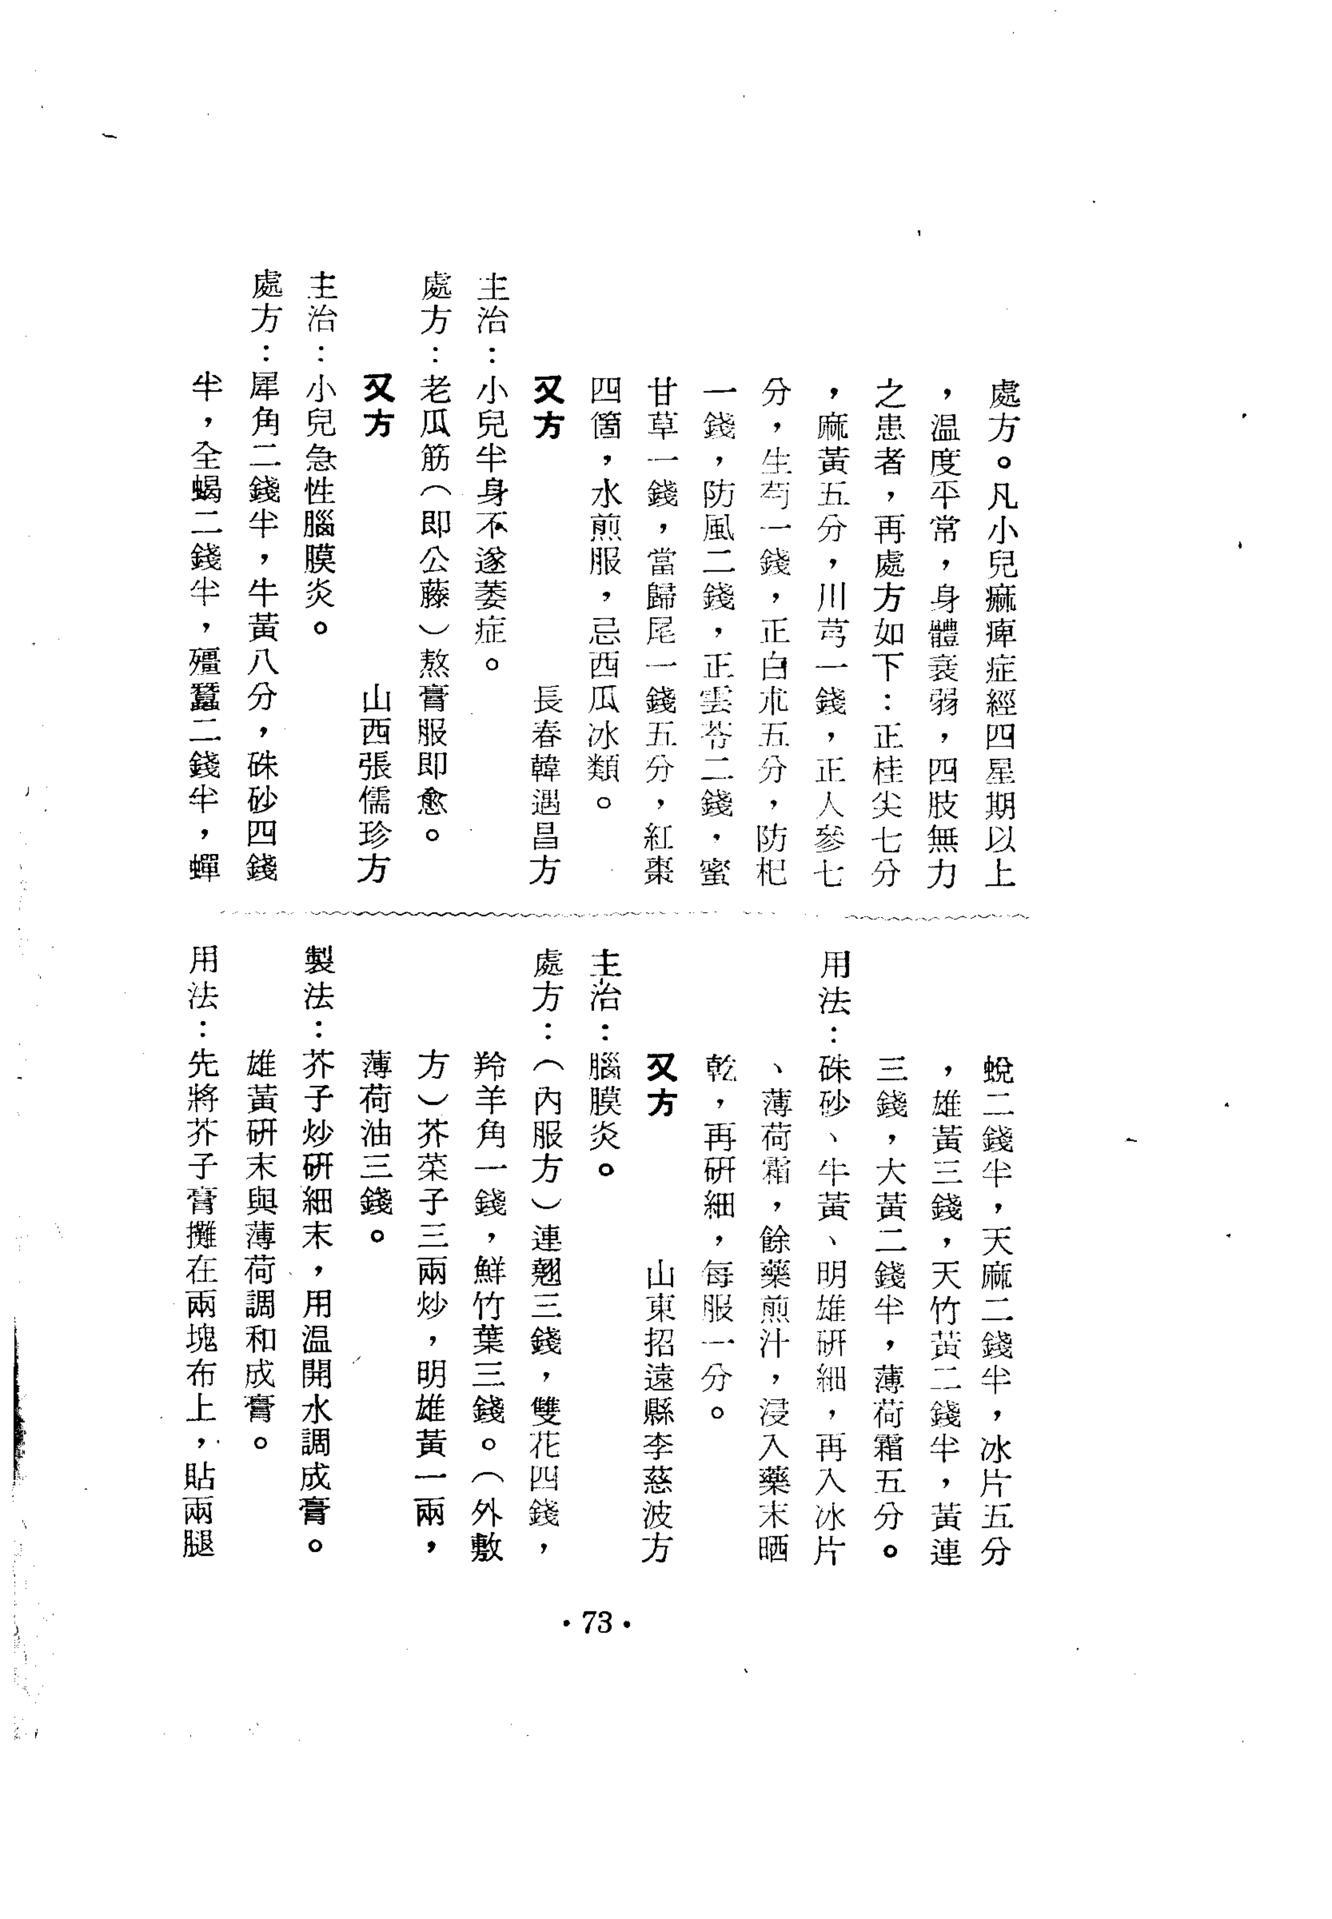 處方。凡小兒痲痺症經四星期以上
，温度平常，身體衰弱，四肢無力
之患者，再處方如下：正桂尖七分
，麻黃五分，川芎一錢，正人參七
分，生芍一錢，正白朮五分，防杞
一錢，防風二錢，正雲苓二錢，蜜
甘草一錢，當歸尾一錢五分，紅棗
四箇，水煎服，忌西瓜冰類。
又方　長春韓遇昌方
主治：小兒半身不遂萎症。
處方：老瓜筋（即公藤）熬膏服即愈。
又方　山西張儒珍方
主治：小兒急性腦膜炎。
處方：犀角二錢半，牛黃八分，硃砂四錢
半，全蝎二錢半，殭蠶二錢半，蟬
蛻二錢半，天麻二錢半，冰片五分
，雄黃三錢，天竹黃二錢半，黃連
三錢，大黃二錢半，薄荷霜五分。
用法：硃砂、牛黃、明雄研細，再入冰片
、薄荷霜，餘藥煎汁，浸入藥末晒
乾，再研細，每服一分。
又方　山東招遠縣李慈波方
主治：腦膜炎。
處方：（內服方）連翹三錢，雙花四錢，
羚羊角一錢，鮮竹葉三錢。（外敷
方）芥菜子三兩炒，明雄黃一兩，
薄荷油三錢。
製法：芥子炒研細末，用温開水調成膏。
雄黃研末與薄荷調和成膏。
用法：先將芥子膏攤在兩塊布上，貼兩腿
·73·